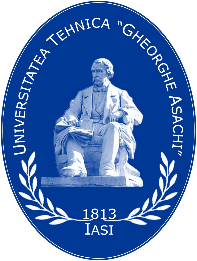 UNIVERSITATEA TEHNICA "GHEORGHE ASACHI"
1813
IASI